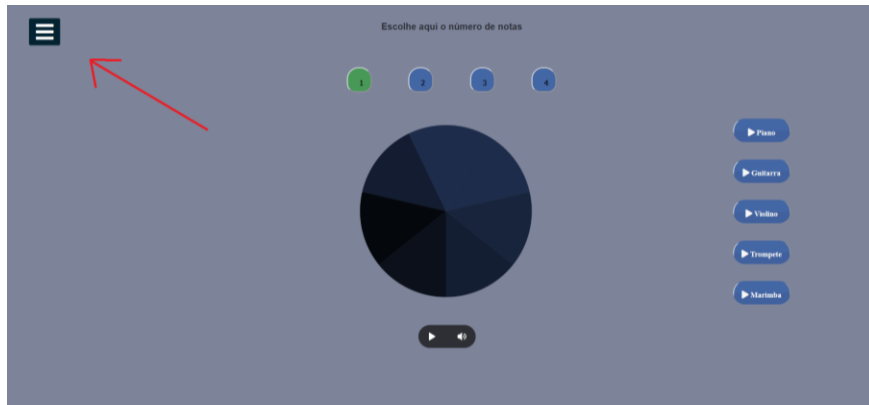 Escolhe aqui o número de notas
1 2 3 4
Piano
Guitarra
Violino
Trompete
Marimba